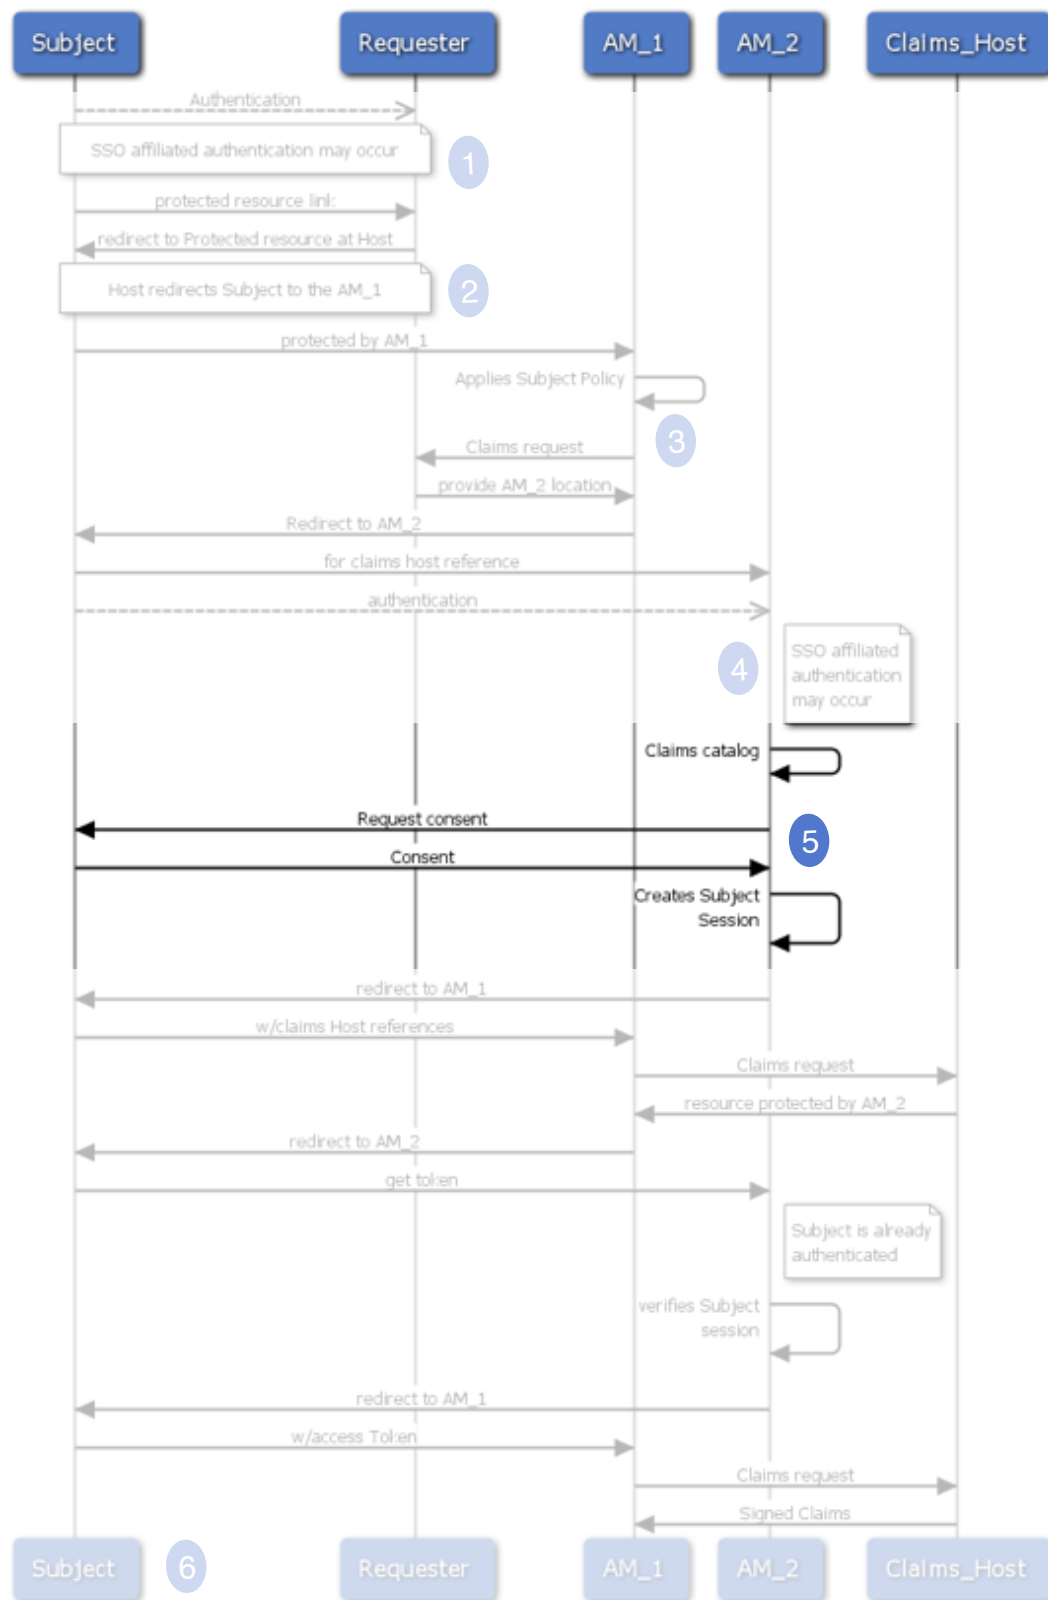 Subject
Requester
AM_1
AM_2
Claims_Host
Authentication
SSO affiliated authentication may occur
1
protected resource link
redirect to Protected resource at Host
Host redirects Subject to the AM_1
2
protected by AM_1
Applies Subject Policy
3
Claims request
provide AM_2 location
Redirect to AM_2
for claims host reference
authentication
4
SSO affiliated
authentication
may occur
Claims catalog
Request consent
5
Consent
Creates Subject
Session
redirect to AM_1
w/claims Host references
Claims request
resource protected by AM_2
redirect to AM_2
get token
Subject is already
authenticated
verifies Subject
session
redirect to AM_1
w/access Token
Claims request
Signed Claims
Subject
6
Requester
AM_1
AM_2
Claims_Host